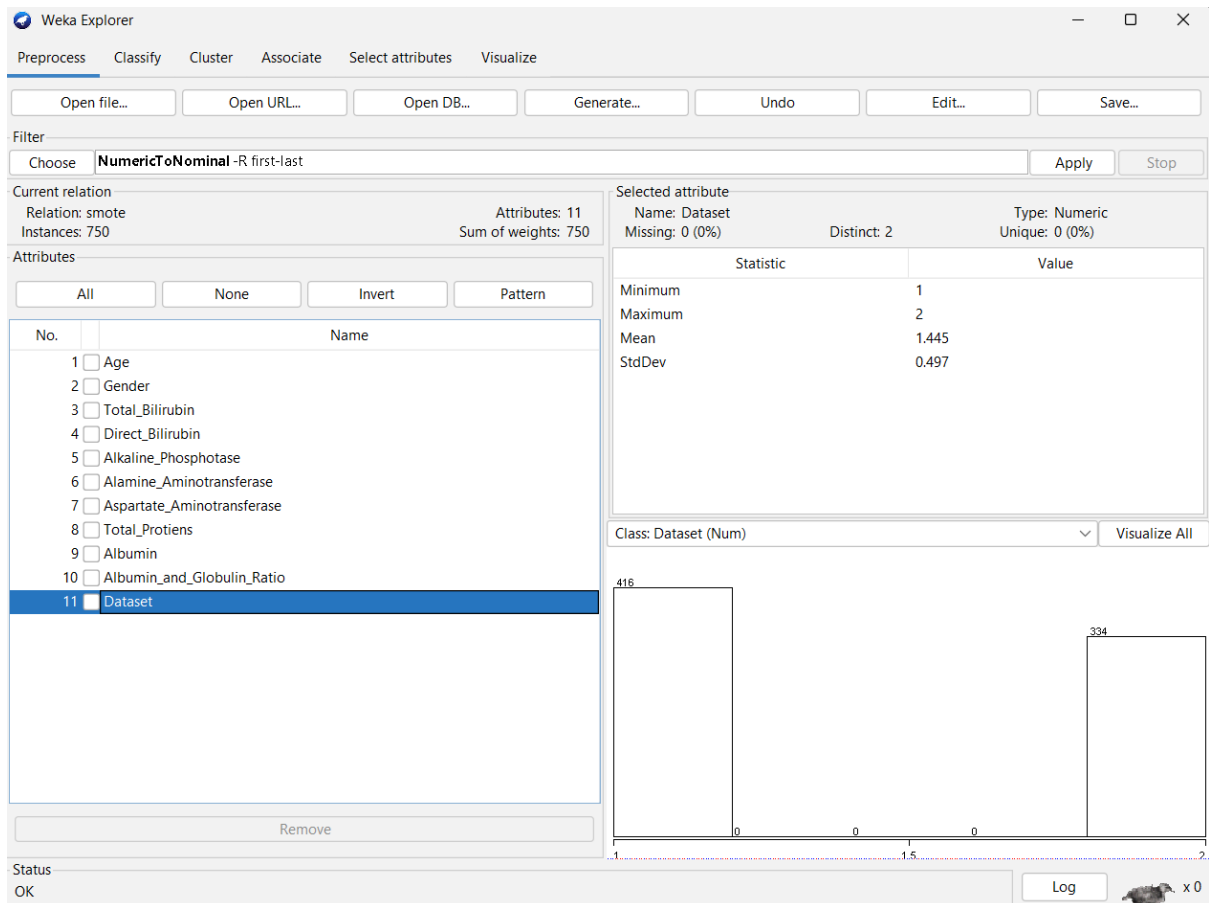 Weka Explorer
Preprocess Classify Cluster Associate Select attributes Visualize
Open file... Open URL... Open DB... Generate... Undo Edit... Save...
Filter
Choose NumericToNominal -R first-last Apply Stop
Current relation
Relation: smote Attributes: 11
Instances: 750 Sum of weights: 750
Attributes
All None Invert Pattern
No. Name
1 Age
2 Gender
3 Total_Bilirubin
4 Direct_Bilirubin
5 Alkaline_Phosphotase
6 Alamine_Aminotransferase
7 Aspartate_Aminotransferase
8 Total_Protiens
9 Albumin
10 Albumin_and_Globulin_Ratio
11 Dataset
Remove
Selected attribute
Name: Dataset Type: Numeric
Missing: 0 (0%) Distinct: 2 Unique: 0 (0%)
Statistic Value
Minimum 1
Maximum 2
Mean 1.445
StdDev 0.497
Class: Dataset (Num) Visualize All
416
334
0 0 0
1 1.5 2
Status
OK
Log x 0